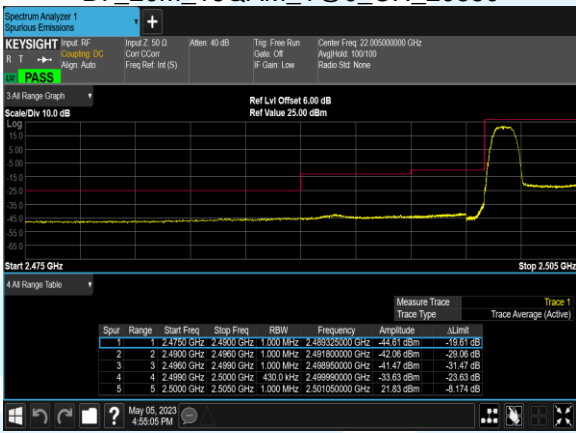 Spectrum Analyzer 1
Spurious Emissions
KEYSIGHT Input: RF Input Z: 50 Ω Atten: 40 dB Trig: Free Run Center Freq: 22.005000000 GHz
R T Coupling: DC Corr CCorr Gate: Off Avg|Hold: 100/100
Align: Auto Freq Ref: Int (S) IF Gain: Low Radio Std: None
PASS
3 All Range Graph
Ref Lvl Offset 6.00 dB
Scale/Div 10.0 dB Ref Value 25.00 dBm
Log
15.0
5.00
-5.00
-15.0
-25.0
-35.0
-45.0
-55.0
-65.0
Start 2.475 GHz Stop 2.505 GHz
4 All Range Table
Measure Trace Trace 1
Trace Type Trace Average (Active)
Spur Range Start Freq Stop Freq RBW Frequency Amplitude ΔLimit
1 1 2.4750 GHz 2.4900 GHz 1.000 MHz 2.489325000 GHz -44.61 dBm -19.61 dB
2 2 2.4900 GHz 2.4960 GHz 1.000 MHz 2.491800000 GHz -42.06 dBm -29.06 dB
3 3 2.4960 GHz 2.4990 GHz 1.000 MHz 2.498950000 GHz -41.47 dBm -31.47 dB
4 4 2.4990 GHz 2.5000 GHz 430.0 kHz 2.499990000 GHz -33.63 dBm -23.63 dB
5 5 2.5000 GHz 2.5050 GHz 1.000 MHz 2.501050000 GHz 21.83 dBm -8.174 dB
May 05, 2023
4:55:05 PM